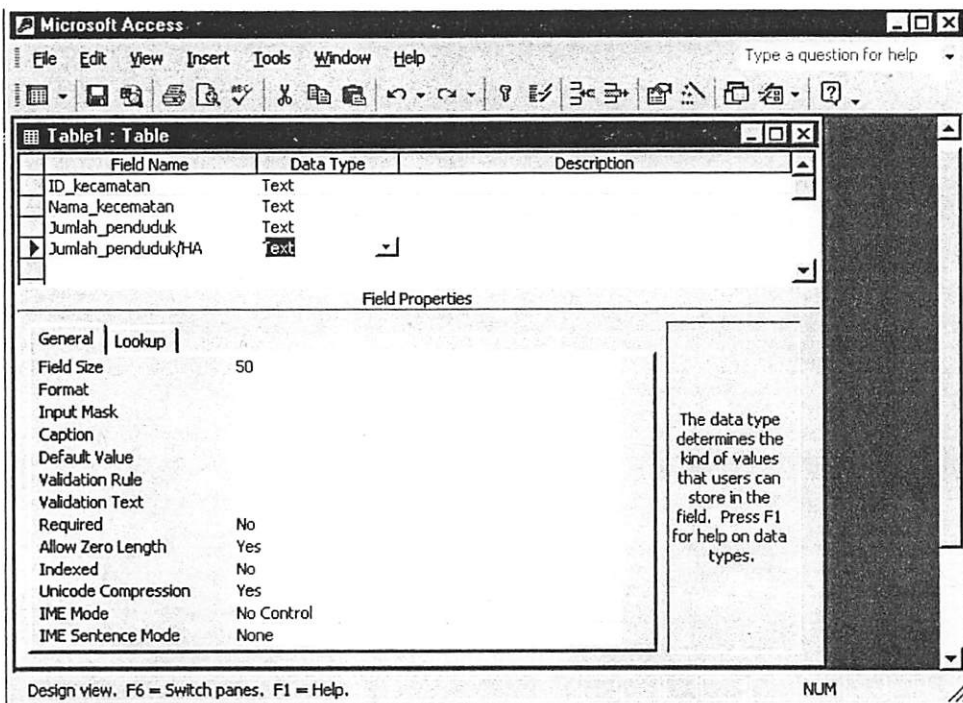 Microsoft Access
File Edit View Insert Tools Window Help Type a question for help
Table1 : Table
Field Name Data Type Description
ID_kecamatan Text
Nama_kecematan Text
Jumlah_penduduk Text
Jumlah_penduduk/HA Text
Field Properties
General Lookup
Field Size 50
Format
Input Mask
Caption
Default Value
Validation Rule
Validation Text
Required No
Allow Zero Length Yes
Indexed No
Unicode Compression Yes
IME Mode No Control
IME Sentence Mode None
The data type
determines the
kind of values
that users can
store in the
field. Press F1
for help on data
types.
Design view. F6 = Switch panes. F1 = Help. NUM